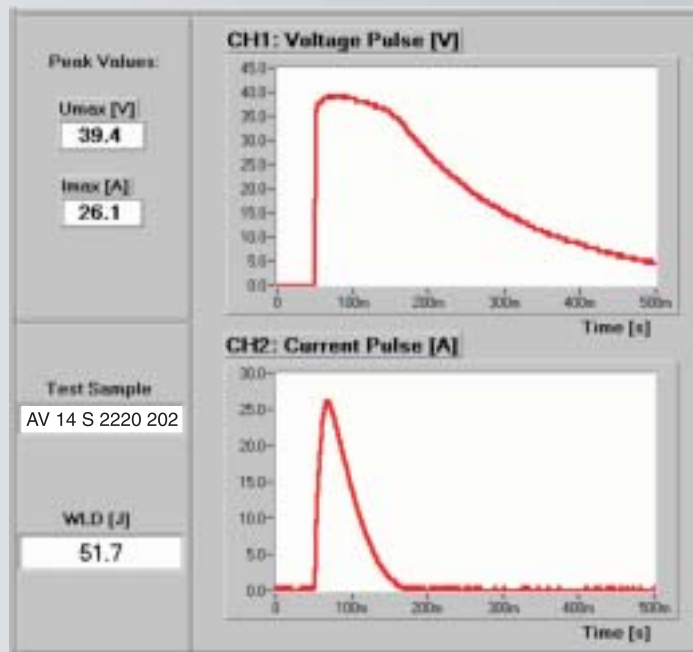 Peak Values:
Umax [V]
39.4
Imax [A]
26.1
Test Sample
AV 14 S 2220 202
WLD [J]
51.7
CH1: Voltage Pulse [V]
45.0
40.0
35.0
30.0
25.0
20.0
15.0
10.0
5.0
0.0
0 100m 200m 300m 400m 500m
Time [s]
CH2: Current Pulse [A]
30.0
25.0
20.0
15.0
10.0
5.0
0.0
0 100m 200m 300m 400m 500m
Time [s]